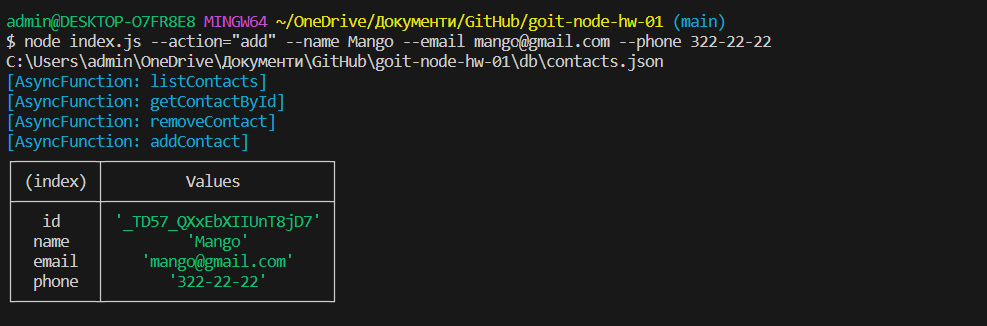 admin@DESKTOP-O7FR8E8 MINGW64 ~/OneDrive/Документи/GitHub/goit-node-hw-01 (main)
$ node index.js --action="add" --name Mango --email mango@gmail.com --phone 322-22-22
C:\Users\admin\OneDrive\Документи\GitHub\goit-node-hw-01\db\contacts.json
[AsyncFunction: listContacts]
[AsyncFunction: getContactById]
[AsyncFunction: removeContact]
[AsyncFunction: addContact]
(index) Values
id '_TD57_QXxEbXIIUnT8jD7'
name 'Mango'
email 'mango@gmail.com'
phone '322-22-22'